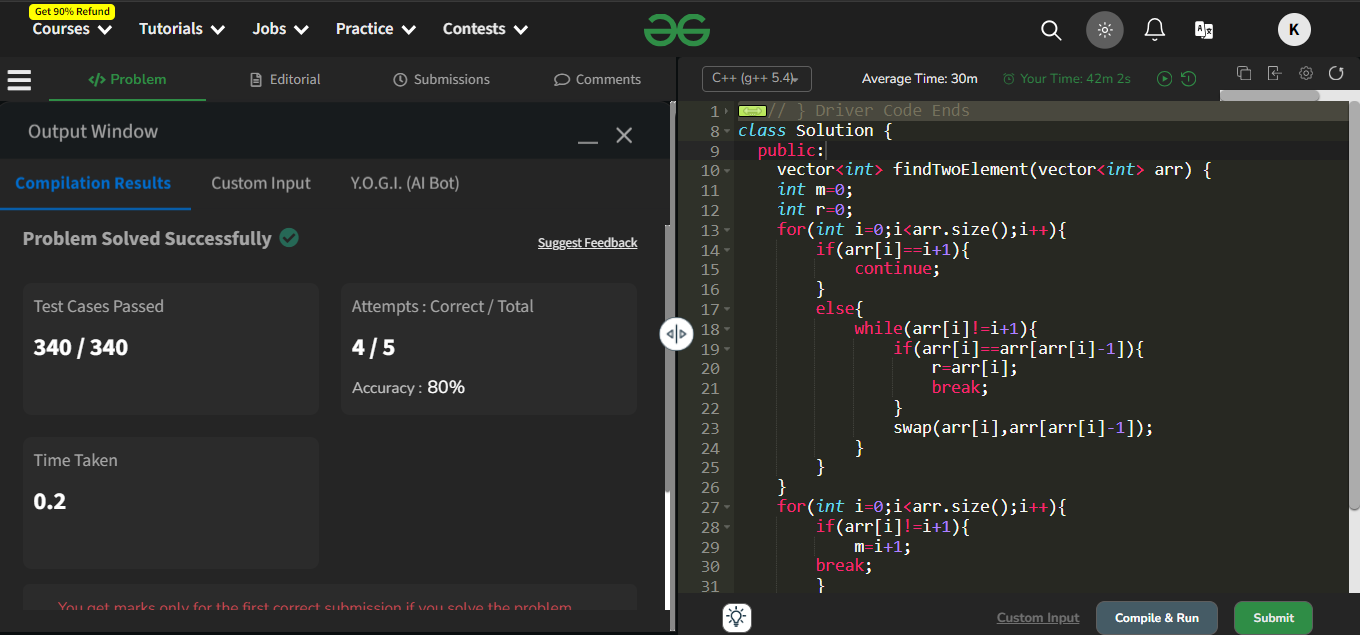 Get 90% Refund
Courses Tutorials Jobs Practice Contests K
</> Problem Editorial Submissions Comments
Output Window
Compilation Results Custom Input Y.O.G.I. (AI Bot)
Problem Solved Successfully
Suggest Feedback
Test Cases Passed
340 / 340
Attempts : Correct / Total
4 / 5
Accuracy : 80%
Time Taken
0.2
You get marks only for the first correct submission if you solve the problem
C++ (g++ 5.4) Average Time: 30m Your Time: 42m 2s
1 // } Driver Code Ends
8 class Solution {
9 public:
10 vector<int> findTwoElement(vector<int> arr) {
11 int m=0;
12 int r=0;
13 for(int i=0;i<arr.size();i++){
14 if(arr[i]==i+1){
15 continue;
16 }
17 else{
18 while(arr[i]!=i+1){
19 if(arr[i]==arr[arr[i]-1]){
20 r=arr[i];
21 break;
22 }
23 swap(arr[i],arr[arr[i]-1]);
24 }
25 }
26 }
27 for(int i=0;i<arr.size();i++){
28 if(arr[i]!=i+1){
29 m=i+1;
30 break;
31 }
Custom Input Compile & Run Submit